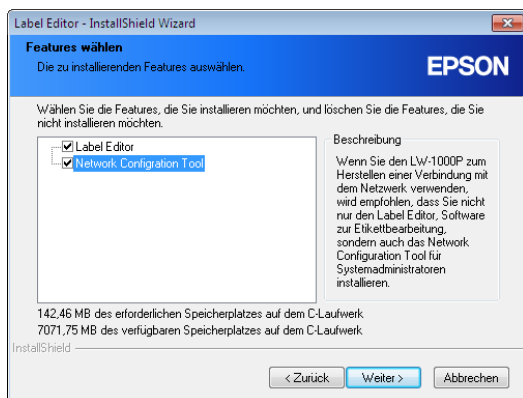 Label Editor - InstallShield Wizard
Features wählen
Die zu installierenden Features auswählen.
EPSON
Wählen Sie die Features, die Sie installieren möchten, und löschen Sie die Features, die Sie
nicht installieren möchten.
Label Editor
Network Configration Tool
Beschreibung
Wenn Sie den LW-1000P zum
Herstellen einer Verbindung mit
dem Netzwerk verwenden,
wird empfohlen, dass Sie nicht
nur den Label Editor, Software
zur Etikettbearbeitung,
sondern auch das Network
Configuration Tool für
Systemadministratoren
installieren.
142,46 MB des erforderlichen Speicherplatzes auf dem C-Laufwerk
7071,75 MB des verfügbaren Speicherplatzes auf dem C-Laufwerk
InstallShield
< Zurück
Weiter >
Abbrechen